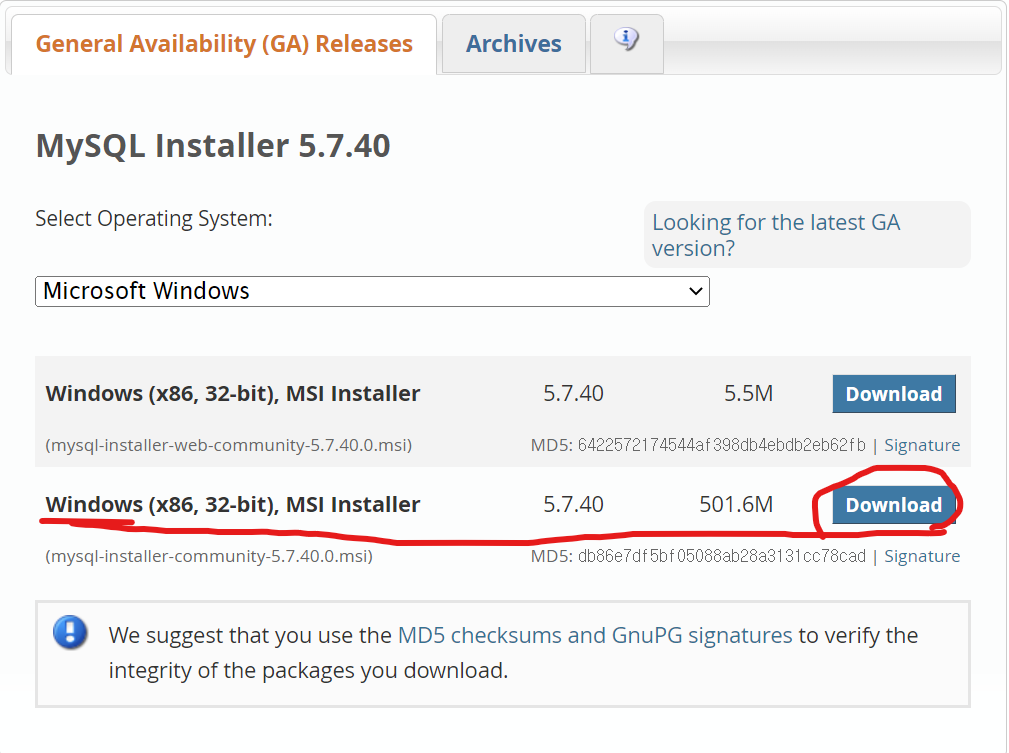 General Availability (GA) Releases
Archives
MySQL Installer 5.7.40
Select Operating System:
Looking for the latest GA
version?
Microsoft Windows
Windows (x86, 32-bit), MSI Installer 5.7.40 5.5M Download
(mysql-installer-web-community-5.7.40.0.msi) MD5: 6422572174544af398db4ebdb2eb62fb | Signature
Windows (x86, 32-bit), MSI Installer 5.7.40 501.6M Download
(mysql-installer-community-5.7.40.0.msi) MD5: db86e7df5bf05088ab28a3131cc78cad | Signature
We suggest that you use the MD5 checksums and GnuPG signatures to verify the
integrity of the packages you download.